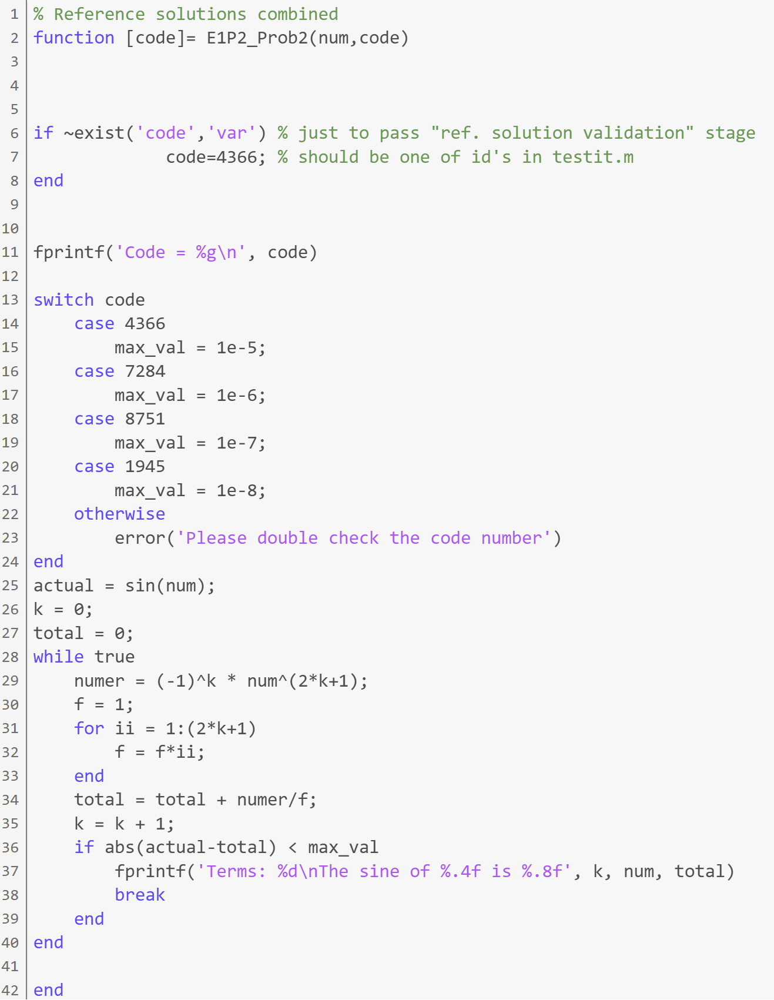 1 % Reference solutions combined
2 function [code]= E1P2_Prob2(num,code)
3
4
5
6 if ~exist('code','var') % just to pass "ref. solution validation" stage
7              code=4366; % should be one of id's in testit.m
8 end
9
10
11 fprintf('Code = %g\n', code)
12
13 switch code
14     case 4366
15         max_val = 1e-5;
16     case 7284
17         max_val = 1e-6;
18     case 8751
19         max_val = 1e-7;
20     case 1945
21         max_val = 1e-8;
22     otherwise
23         error('Please double check the code number')
24 end
25 actual = sin(num);
26 k = 0;
27 total = 0;
28 while true
29     numer = (-1)^k * num^(2*k+1);
30     f = 1;
31     for ii = 1:(2*k+1)
32         f = f*ii;
33     end
34     total = total + numer/f;
35     k = k + 1;
36     if abs(actual-total) < max_val
37         fprintf('Terms: %d\nThe sine of %.4f is %.8f', k, num, total)
38         break
39     end
40 end
41
42 end